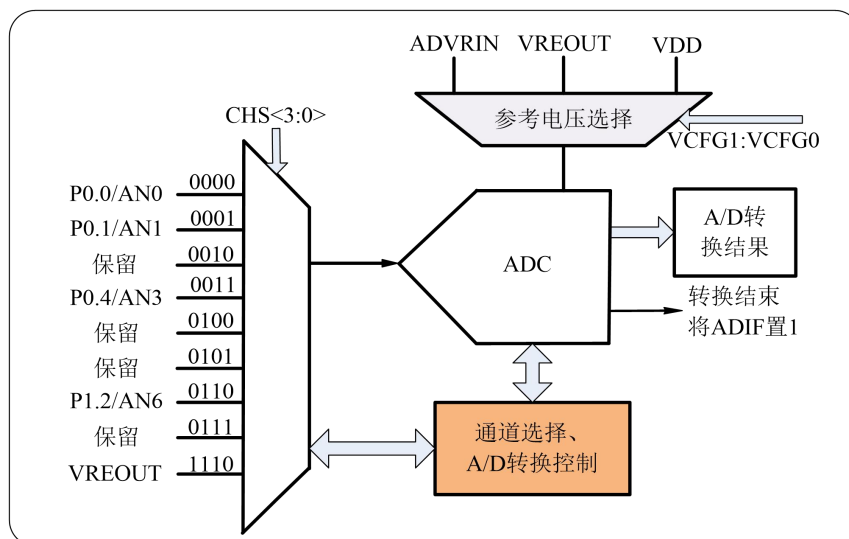 ADVRIN VREOUT VDD
参考电压选择
VCFG1:VCFG0
CHS<3:0>
P0.0/AN0 0000
P0.1/AN1 0001
保留 0010
P0.4/AN3 0011
保留 0100
保留 0101
P1.2/AN6 0110
保留 0111
VREOUT 1110
ADC
A/D转
换结果
转换结束
将ADIF置1
通道选择、
A/D转换控制